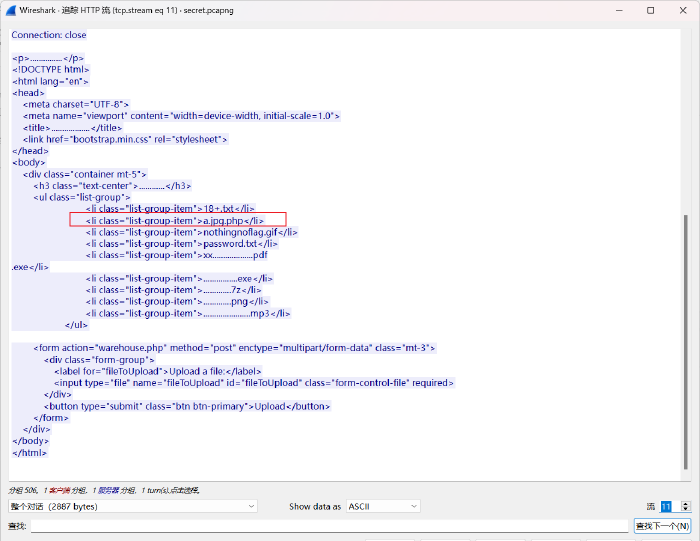 Wireshark · 追踪 HTTP 流 (tcp.stream eq 11) · secret.pcapng
Connection: close
<p>...............</p>
<!DOCTYPE html>
<html lang="en">
<head>
<meta charset="UTF-8">
<meta name="viewport" content="width=device-width, initial-scale=1.0">
<title>..................</title>
<link href="bootstrap.min.css" rel="stylesheet">
</head>
<body>
<div class="container mt-5">
<h3 class="text-center">............</h3>
<ul class="list-group">
<li class="list-group-item">18+.txt</li>
<li class="list-group-item">a.jpg.php</li>
<li class="list-group-item">nothingnoflag.gif</li>
<li class="list-group-item">password.txt</li>
<li class="list-group-item">xx...................pdf
.exe</li>
<li class="list-group-item">................exe</li>
<li class="list-group-item">.............7z</li>
<li class="list-group-item">.............png</li>
<li class="list-group-item">......................mp3</li>
</ul>
<form action="warehouse.php" method="post" enctype="multipart/form-data" class="mt-3">
<div class="form-group">
<label for="fileToUpload">Upload a file:</label>
<input type="file" name="fileToUpload" id="fileToUpload" class="form-control-file" required>
</div>
<button type="submit" class="btn btn-primary">Upload</button>
</form>
</div>
</body>
</html>
分组 506。1 客户端 分组，1 服务器 分组，1 turn(s).点击选择。
整个对话 (2887 bytes) Show data as ASCII 流 11
查找: 查找下一个(N)